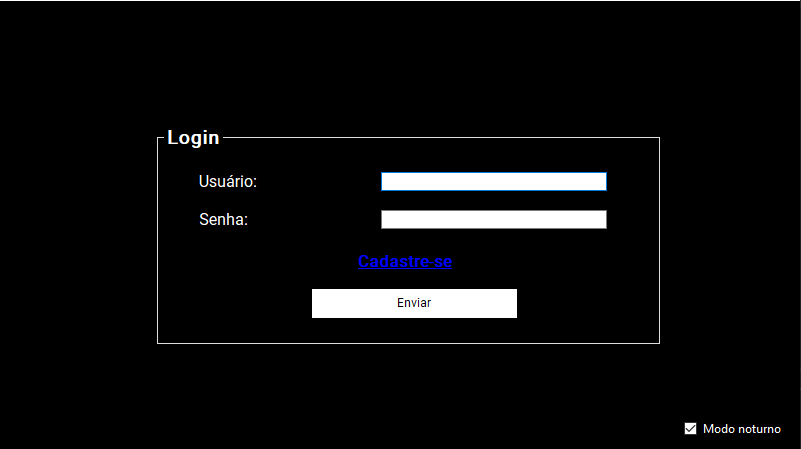 Login
Usuário:
Senha:
Cadastre-se
Enviar
Modo noturno